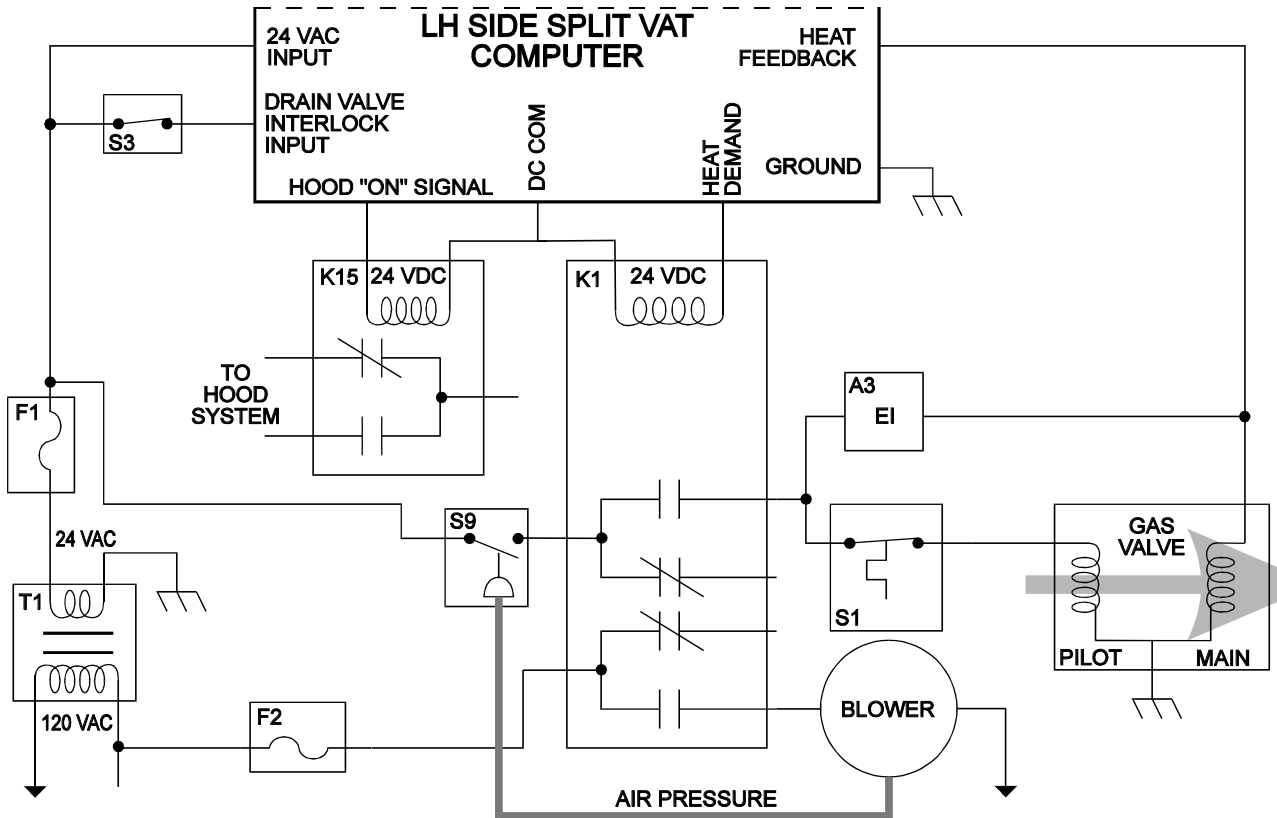 LH SIDE SPLIT VAT
COMPUTER
24 VAC
INPUT
HEAT
FEEDBACK
DRAIN VALVE
INTERLOCK
INPUT
S3
DC COM
HEAT
DEMAND
GROUND
HOOD "ON" SIGNAL
K15
24 VDC
K1
24 VDC
TO
HOOD
SYSTEM
A3
EI
F1
S9
24 VAC
GAS
VALVE
T1
S1
PILOT
MAIN
120 VAC
F2
BLOWER
AIR PRESSURE